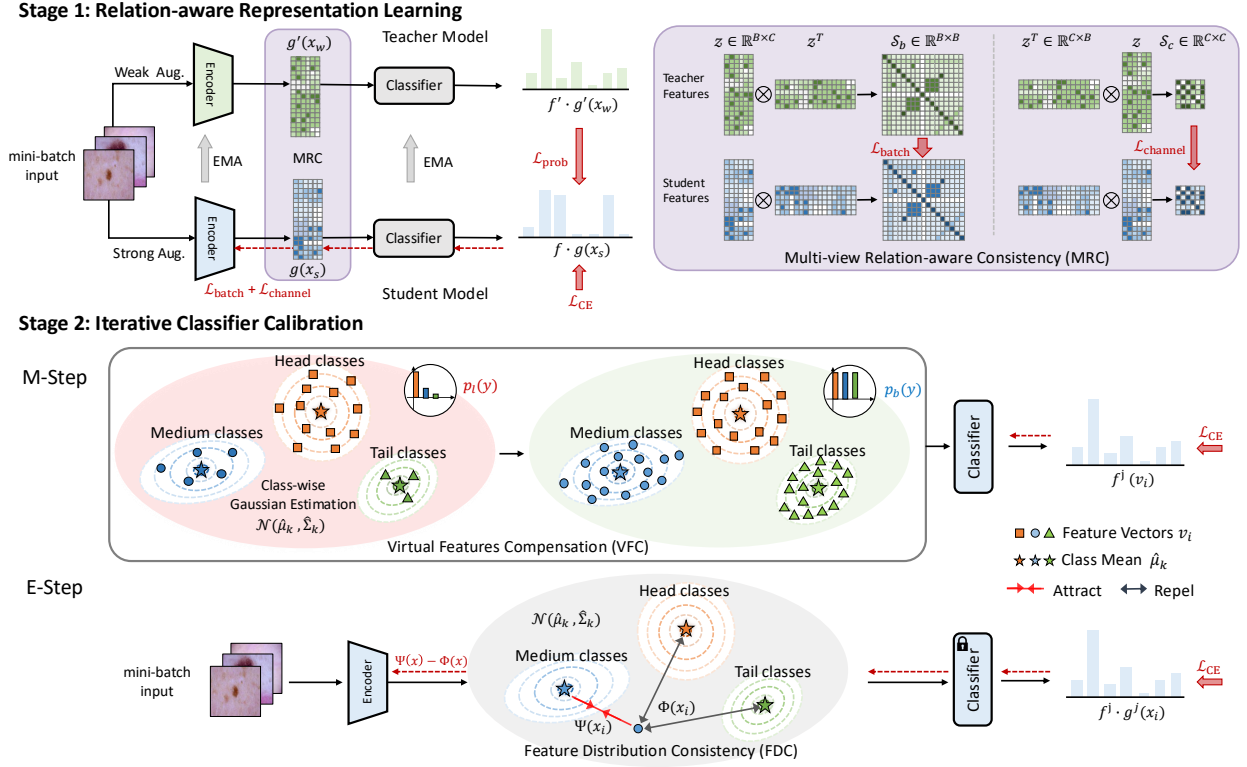 Stage 1: Relation-aware Representation Learning
g′(x_w)
Teacher Model
Weak Aug.
Encoder
Classifier
f′ · g′(x_w)
mini-batch
input
EMA
MRC
EMA
ℒ_prob
Strong Aug.
Encoder
Classifier
g(x_s)
f · g(x_s)
ℒ_batch + ℒ_channel
Student Model
ℒ_CE
z ∈ ℝ^{B×C}
z^T
𝒮_b ∈ ℝ^{B×B}
z^T ∈ ℝ^{C×B}
z
𝒮_c ∈ ℝ^{C×C}
Teacher
Features
ℒ_batch
ℒ_channel
Student
Features
Multi-view Relation-aware Consistency (MRC)
Stage 2: Iterative Classifier Calibration
M-Step
Head classes
p_l(y)
Medium classes
Tail classes
Class-wise
Gaussian Estimation
𝒩(μ̂_k , Σ̂_k)
Head classes
p_b(y)
Medium classes
Tail classes
Virtual Features Compensation (VFC)
Classifier
ℒ_CE
f^j (v_i)
Feature Vectors v_i
Class Mean μ̂_k
Attract
Repel
E-Step
mini-batch
input
Encoder
Ψ(x) − Φ(x)
Head classes
𝒩(μ̂_k , Σ̂_k)
Medium classes
Tail classes
Φ(x_i)
Ψ(x_i)
Feature Distribution Consistency (FDC)
Classifier
ℒ_CE
f^j · g^j(x_i)